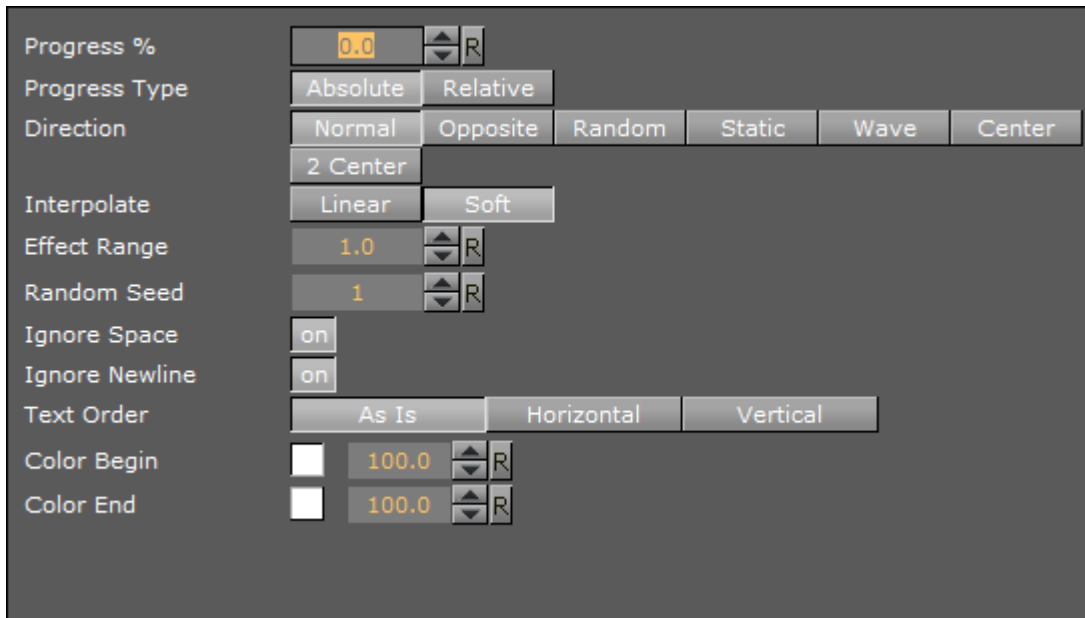 Progress % 0.0 R
Progress Type Absolute Relative
Direction Normal Opposite Random Static Wave Center
2 Center
Interpolate Linear Soft
Effect Range 1.0 R
Random Seed 1 R
Ignore Space on
Ignore Newline on
Text Order As Is Horizontal Vertical
Color Begin 100.0 R
Color End 100.0 R